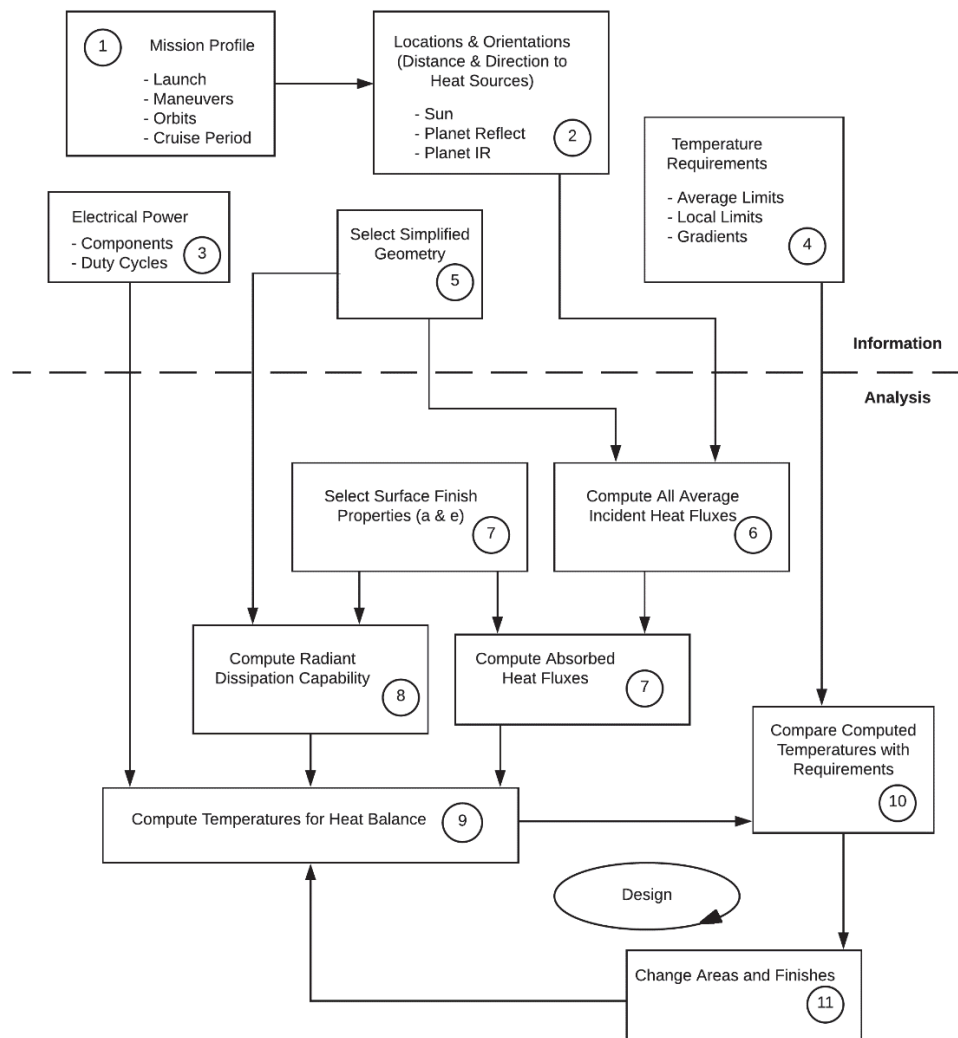 1
Mission Profile
- Launch
- Maneuvers
- Orbits
- Cruise Period
Locations & Orientations
(Distance & Direction to
Heat Sources)
- Sun
- Planet Reflect
- Planet IR
2
Temperature
Requirements
- Average Limits
- Local Limits
- Gradients
4
Electrical Power
- Components
- Duty Cycles
3
Select Simplified
Geometry
5
Information
Analysis
Select Surface Finish
Properties (a & e)
7
Compute All Average
Incident Heat Fluxes
6
Compute Radiant
Dissipation Capability
8
Compute Absorbed
Heat Fluxes
7
Compare Computed
Temperatures with
Requirements
10
Compute Temperatures for Heat Balance
9
Design
Change Areas and Finishes
11